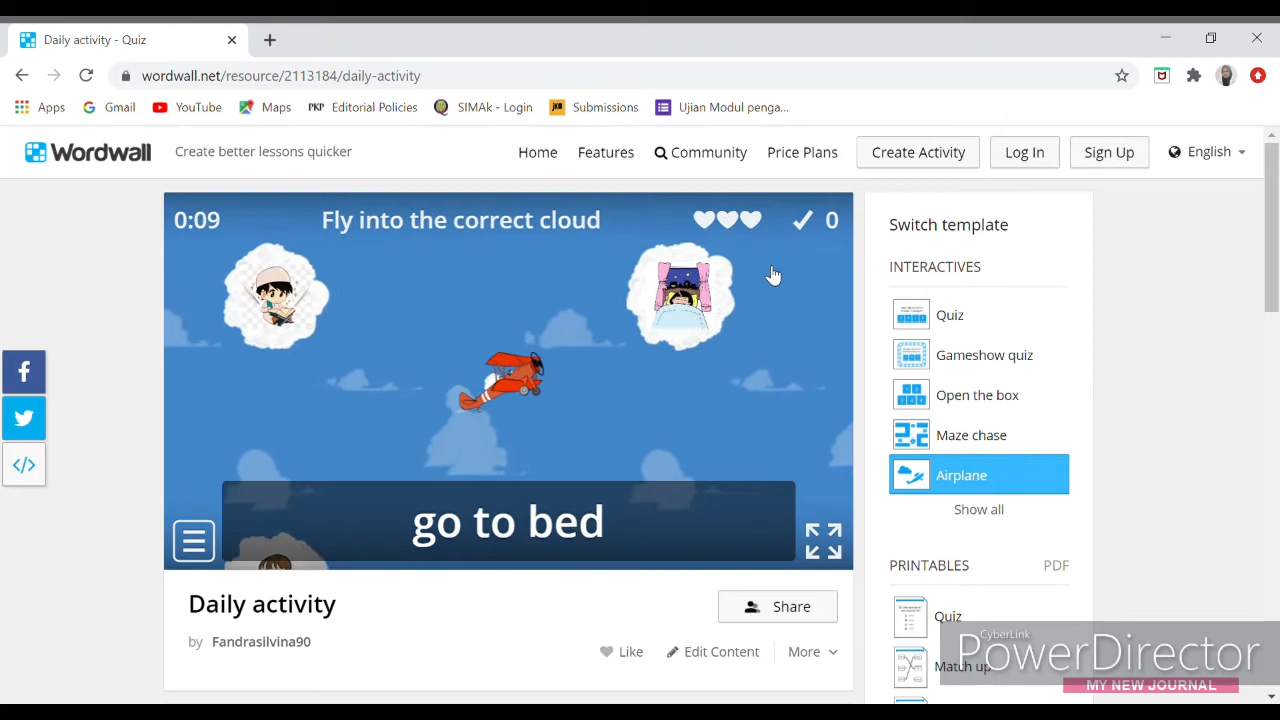 Daily activity - Quiz
wordwall.net/resource/2113184/daily-activity
Apps Gmail YouTube Maps PKP Editorial Policies SIMAk - Login Submissions Ujian Modul penga...
Wordwall Create better lessons quicker Home Features Community Price Plans Create Activity Log In Sign Up English
0:09 Fly into the correct cloud 0
go to bed
Daily activity
by Fandrasilvina90
Share
Like Edit Content More
Switch template
INTERACTIVES
Quiz
Gameshow quiz
Open the box
Maze chase
Airplane
Show all
PRINTABLES PDF
Quiz
Match up
CyberLink
PowerDirector
MY NEW JOURNAL